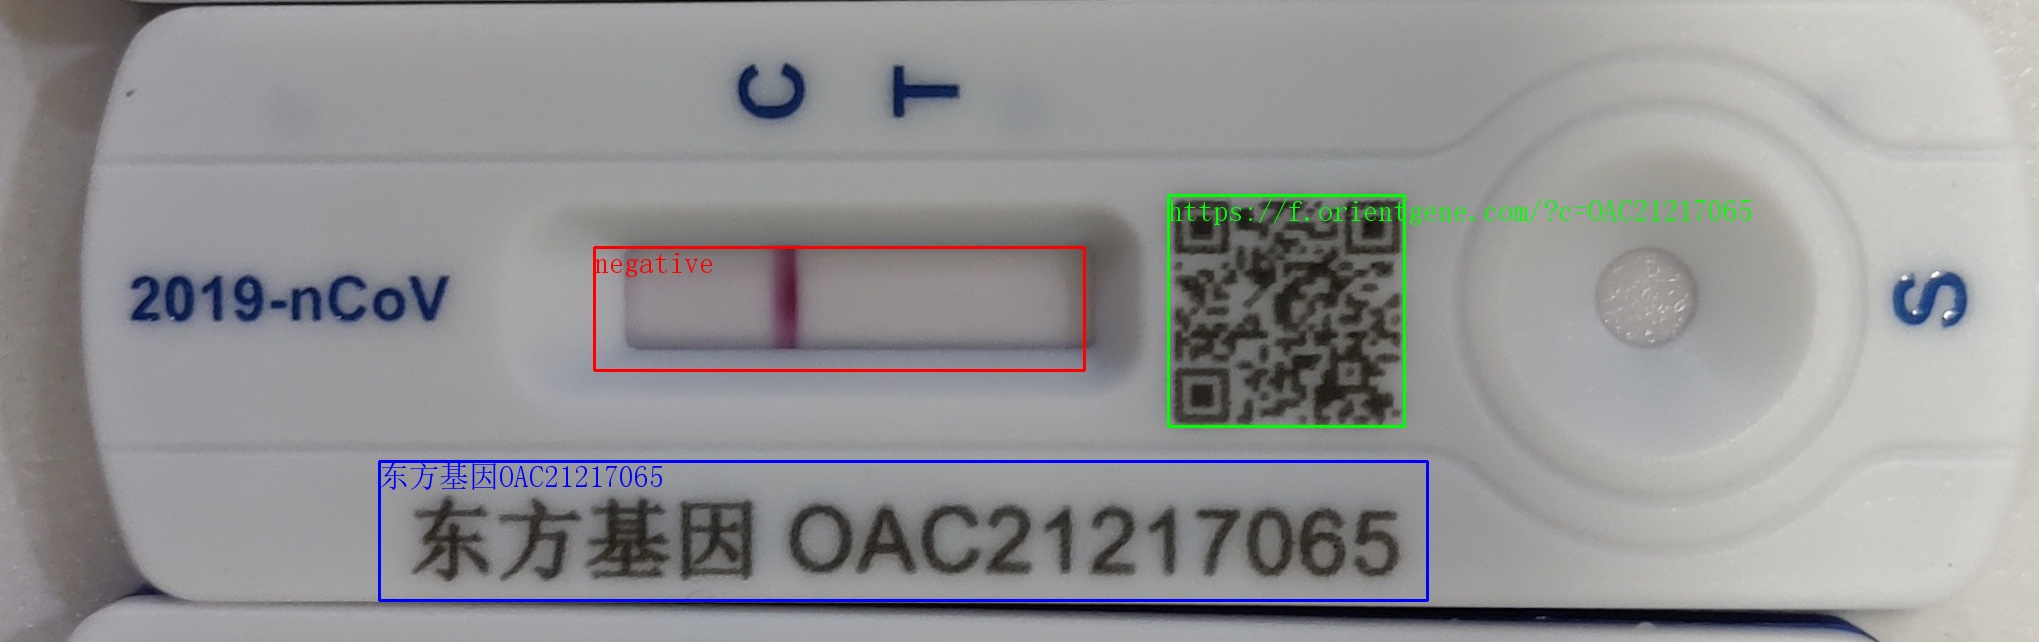 C T
https://f.orientgene.com/?c=OAC21217065
negative
2019-nCoV
S
东方基因OAC21217065
东方基因 OAC21217065